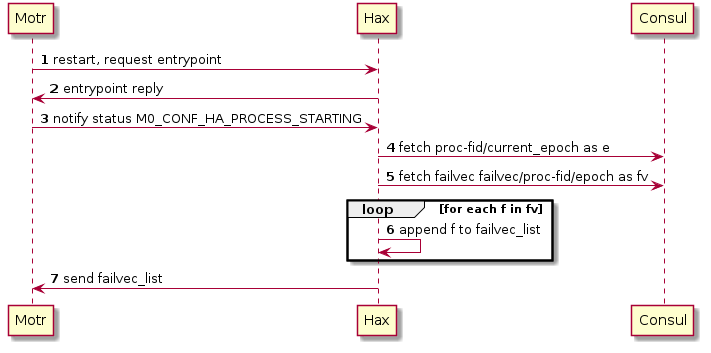 Motr Hax Consul
1 restart, request entrypoint
2 entrypoint reply
3 notify status M0_CONF_HA_PROCESS_STARTING
4 fetch proc-fid/current_epoch as e
5 fetch failvec failvec/proc-fid/epoch as fv
loop [for each f in fv]
6 append f to failvec_list
7 send failvec_list
Motr Hax Consul